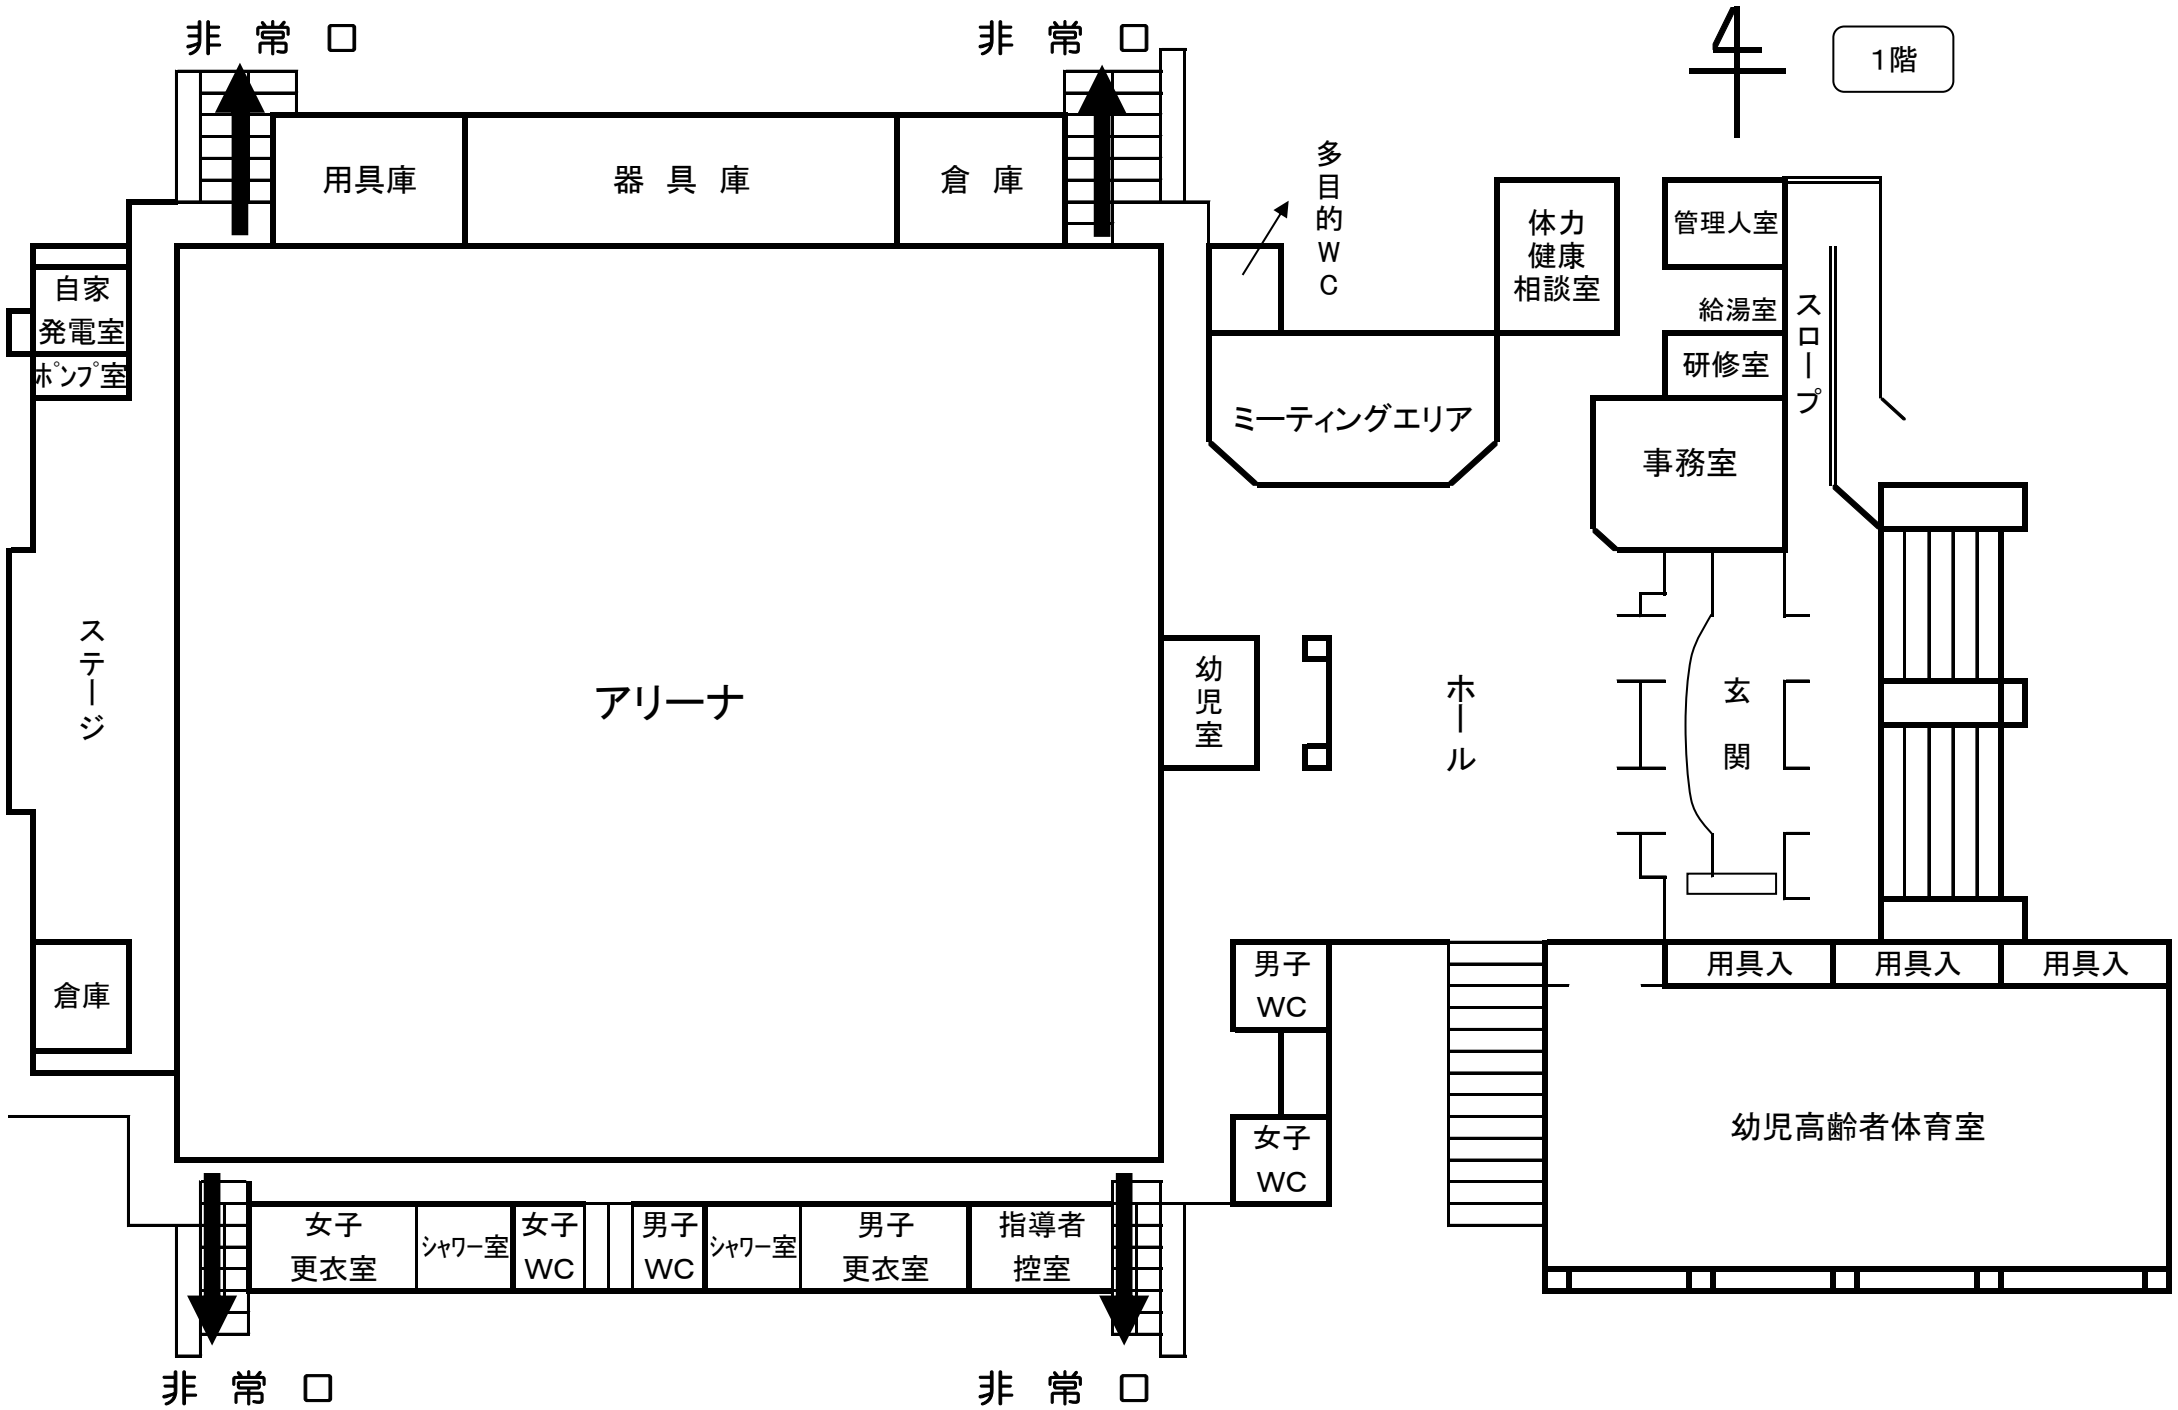 非常口
非常口
1階
用具庫
器具庫
倉庫
多目的WC
体力
健康
相談室
管理人室
自家
発電室
ポンプ室
給湯室
スロープ
研修室
ミーティングエリア
事務室
ステージ
アリーナ
幼児室
ホール
玄関
倉庫
男子
WC
用具入
用具入
用具入
女子
WC
幼児高齢者体育室
女子
更衣室
シャワー室
女子
WC
男子
WC
シャワー室
男子
更衣室
指導者
控室
非常口
非常口